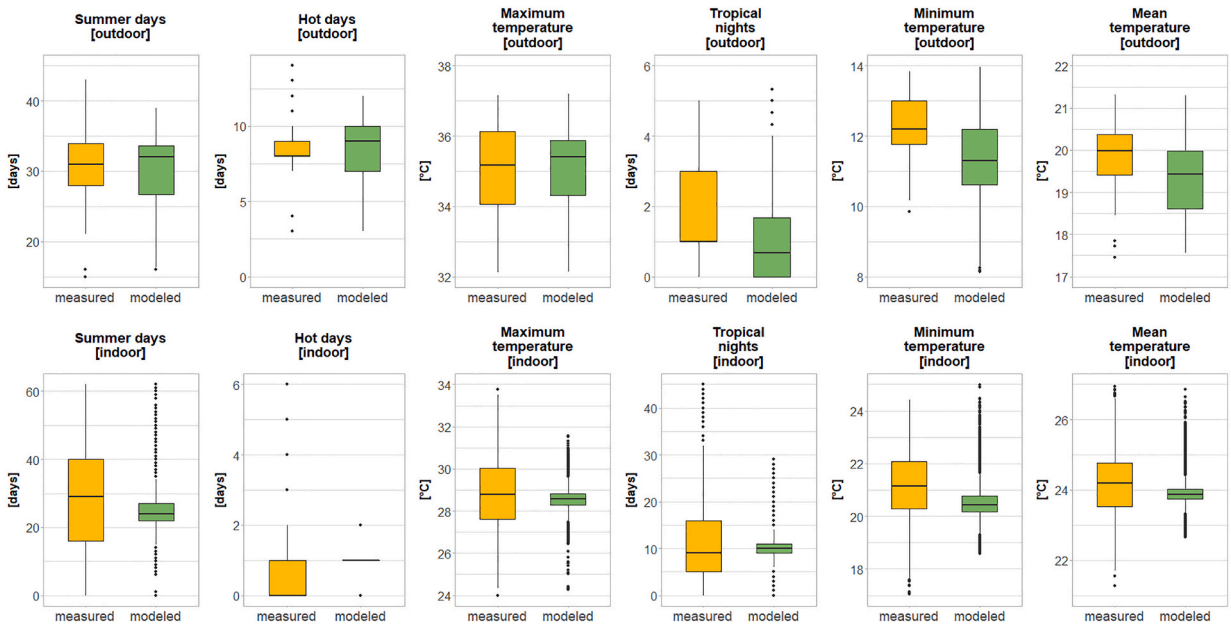 Summer days
[outdoor]
Hot days
[outdoor]
Maximum
temperature
[outdoor]
Tropical
nights
[outdoor]
Minimum
temperature
[outdoor]
Mean
temperature
[outdoor]
[days]
40
30
20
measured modeled
[days]
10
5
0
measured modeled
[°C]
38
36
34
32
measured modeled
[days]
6
4
2
0
measured modeled
[°C]
14
12
10
8
measured modeled
[°C]
22
21
20
19
18
17
measured modeled
Summer days
[indoor]
Hot days
[indoor]
Maximum
temperature
[indoor]
Tropical
nights
[indoor]
Minimum
temperature
[indoor]
Mean
temperature
[indoor]
[days]
60
40
20
0
measured modeled
[days]
6
4
2
0
measured modeled
[°C]
34
32
30
28
26
24
measured modeled
[days]
40
30
20
10
0
measured modeled
[°C]
24
22
20
18
measured modeled
[°C]
26
24
22
measured modeled